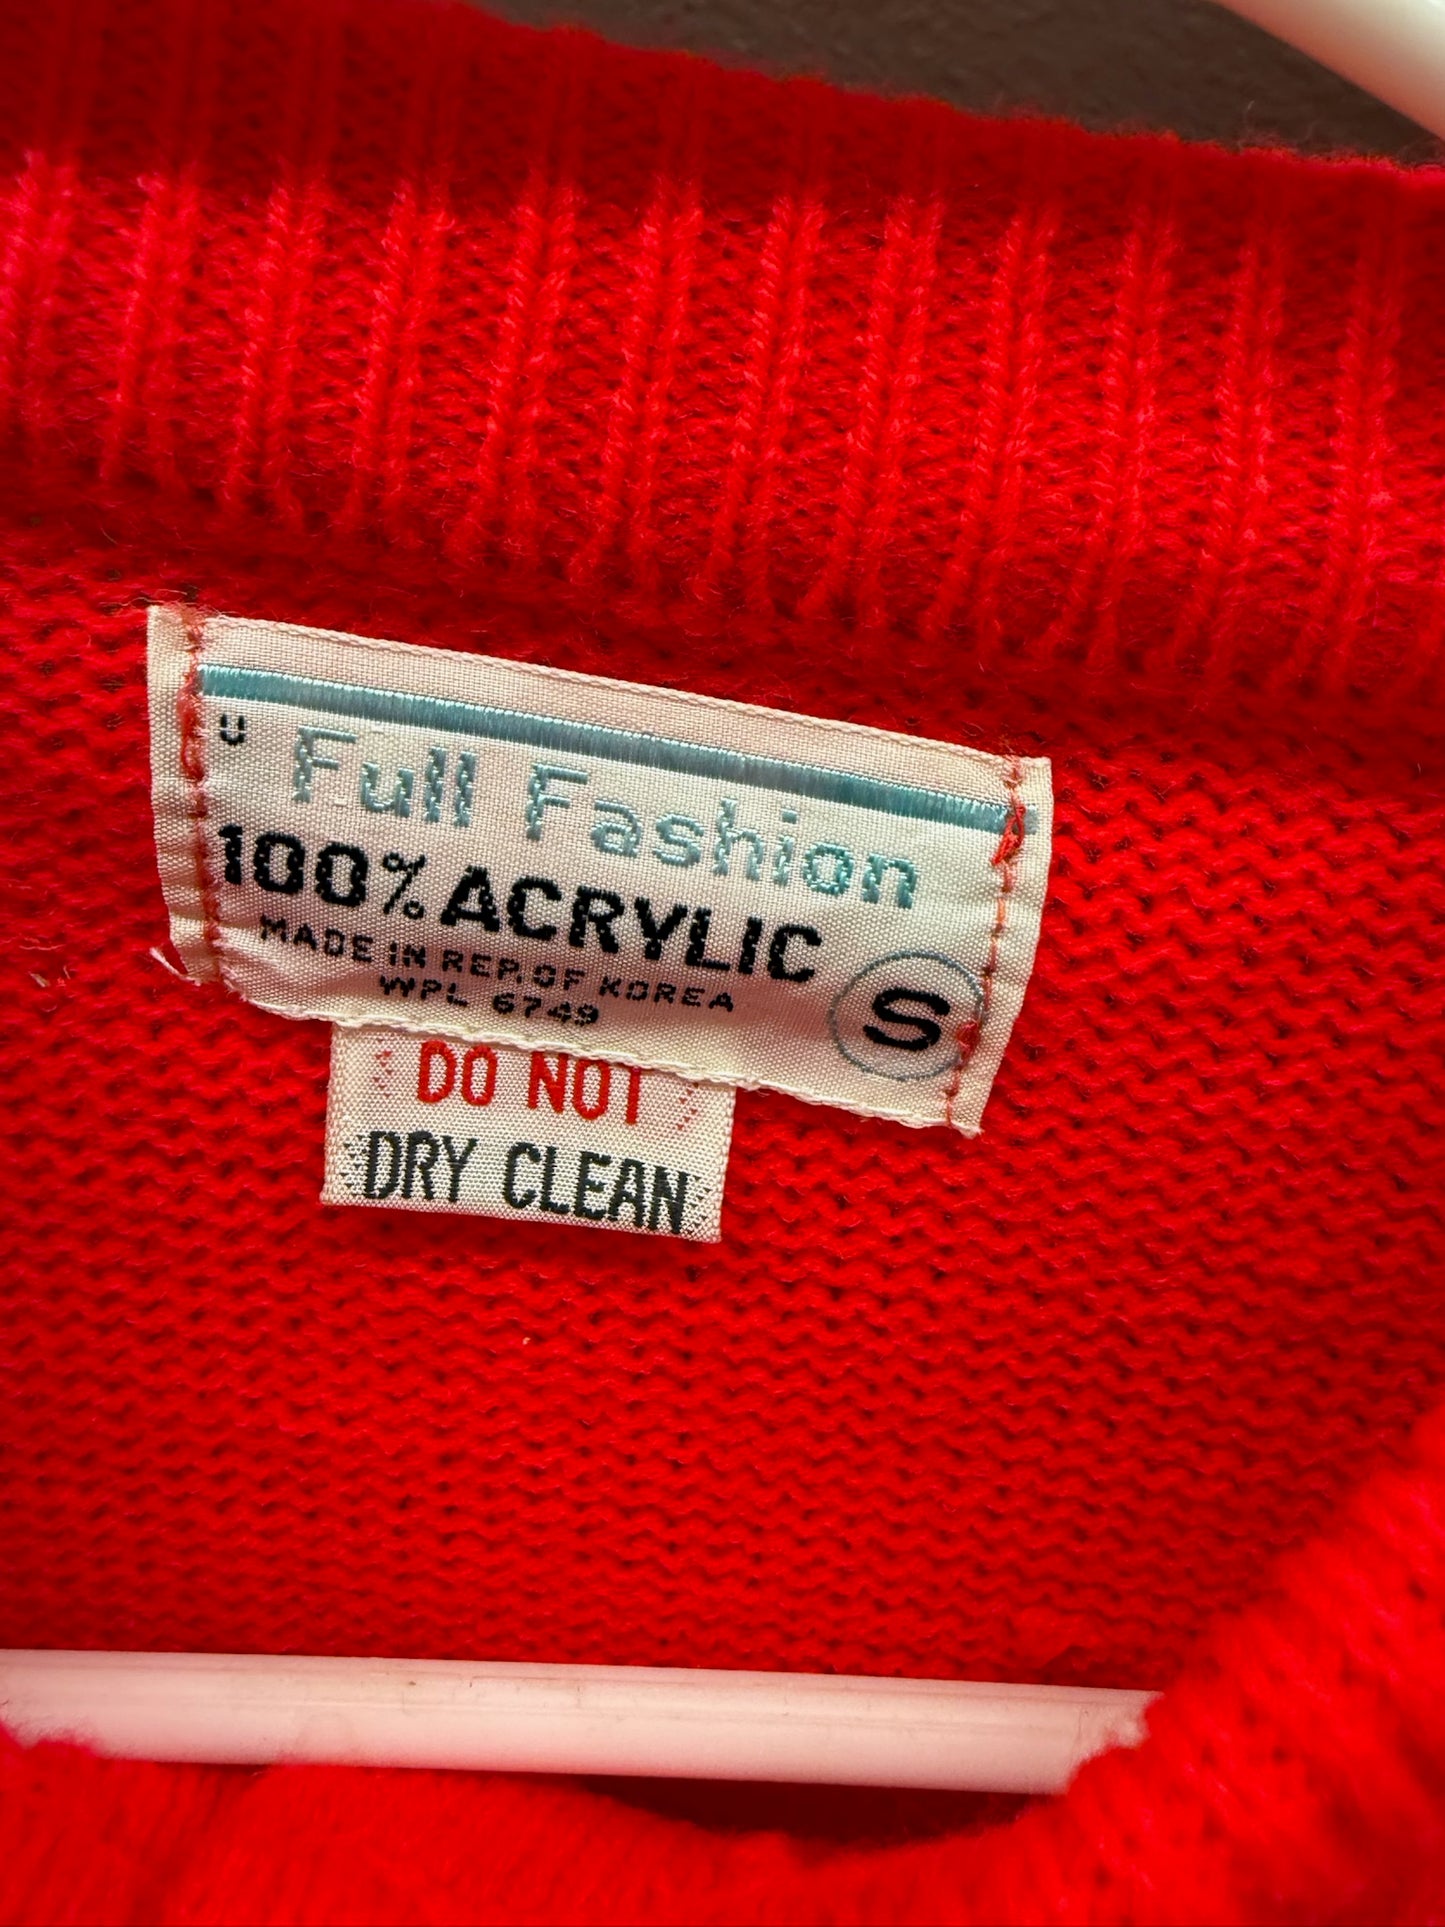 U
Full Fashion
100% ACRYLIC
MADE IN REP. OF KOREA
WPL 6749
S
DO NOT
DRY CLEAN